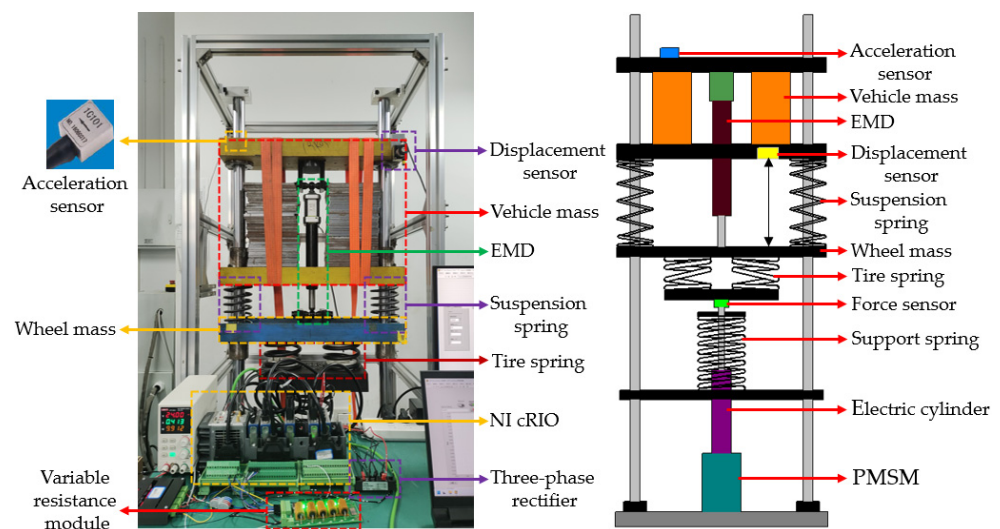 1C101
Acceleration
sensor
Wheel mass
Variable
resistance
module
Displacement
sensor
Vehicle mass
EMD
Suspension
spring
Tire spring
NI cRIO
Three-phase
rectifier
Acceleration
sensor
Vehicle mass
EMD
Displacement
sensor
Suspension
spring
Wheel mass
Tire spring
Force sensor
Support spring
Electric cylinder
PMSM